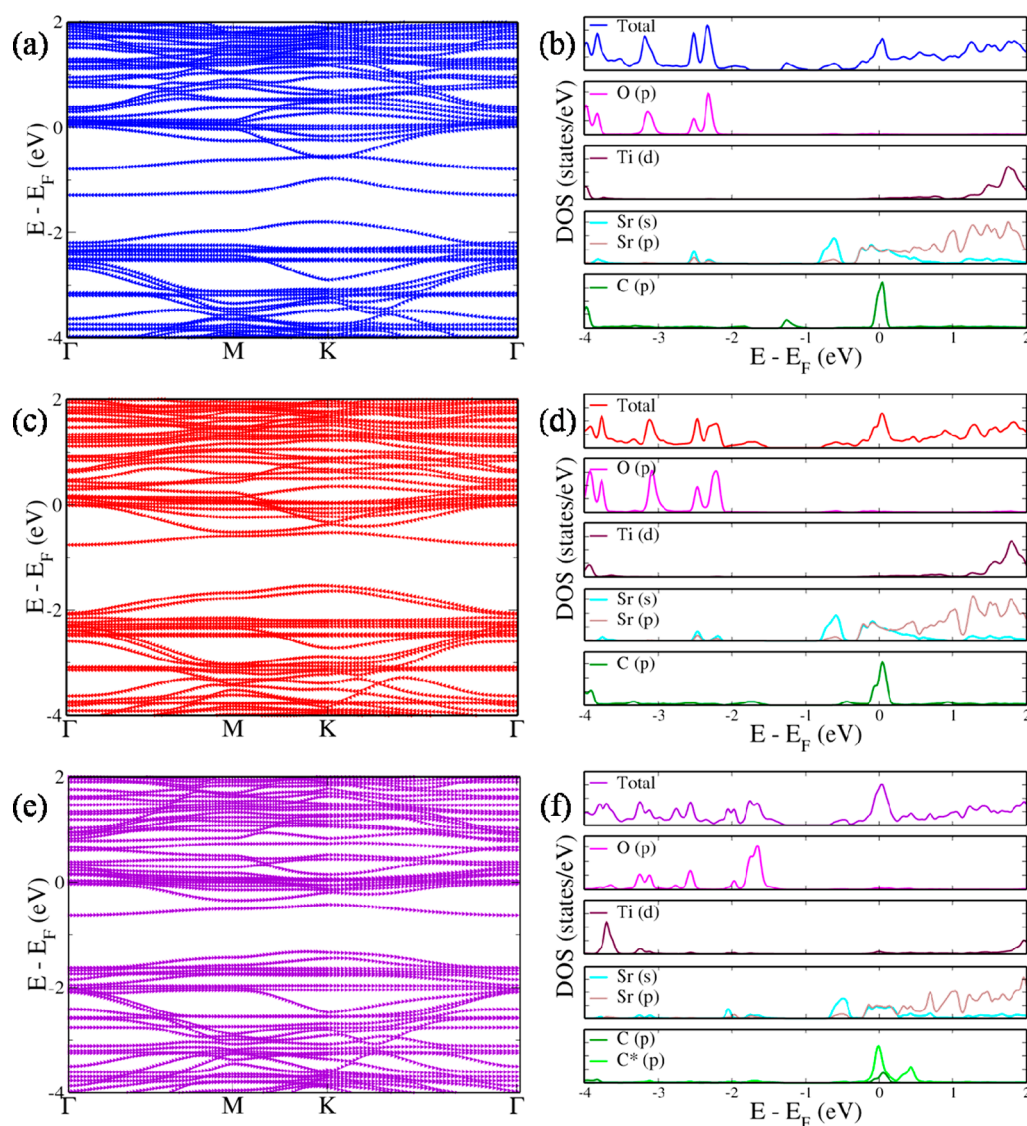 (a)
2
0
-2
-4
E - E_F (eV)
Γ M K Γ
(b)
Total
O (p)
Ti (d)
Sr (s)
Sr (p)
C (p)
DOS (states/eV)
-4 -3 -2 -1 0 1 2
E - E_F (eV)
(c)
2
0
-2
-4
E - E_F (eV)
Γ M K Γ
(d)
Total
O (p)
Ti (d)
Sr (s)
Sr (p)
C (p)
DOS (states/eV)
-4 -3 -2 -1 0 1 2
E - E_F (eV)
(e)
2
0
-2
-4
E - E_F (eV)
Γ M K Γ
(f)
Total
O (p)
Ti (d)
Sr (s)
Sr (p)
C (p)
C* (p)
DOS (states/eV)
-4 -3 -2 -1 0 1 2
E - E_F (eV)